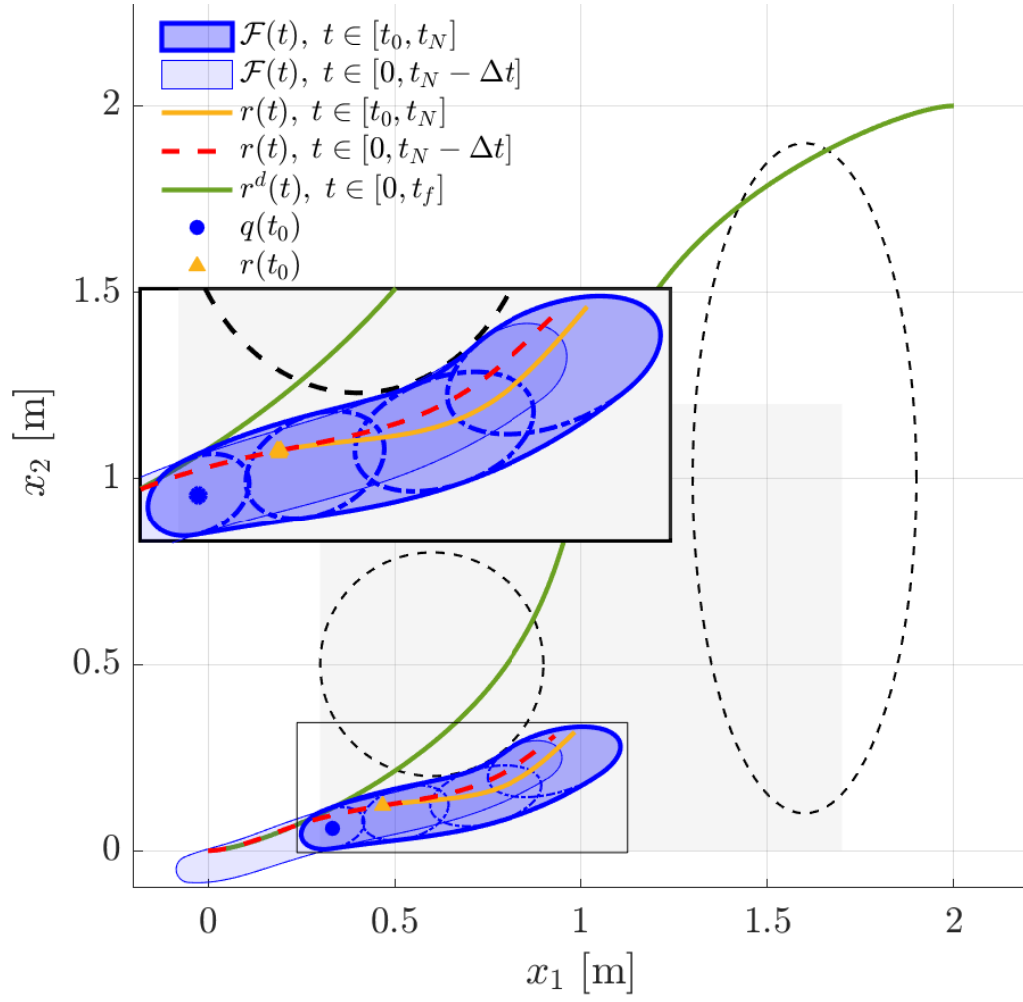 ℱ(t), t ∈ [t₀, t_N]
ℱ(t), t ∈ [0, t_N − Δt]
r(t), t ∈ [t₀, t_N]
r(t), t ∈ [0, t_N − Δt]
r^d(t), t ∈ [0, t_f]
q(t₀)
r(t₀)
2
1.5
1
0.5
0
x₂ [m]
0 0.5 1 1.5 2
x₁ [m]